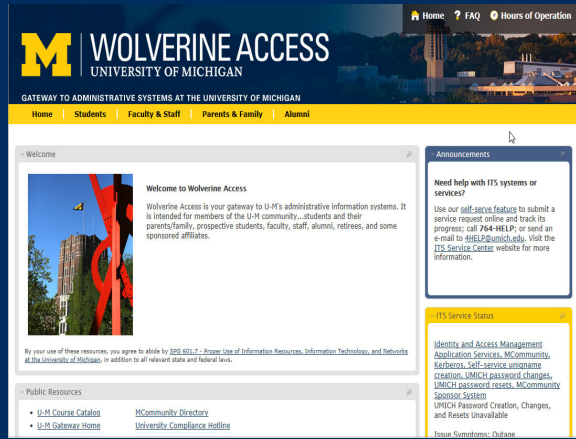 Home ? FAQ Hours of Operation
M WOLVERINE ACCESS
UNIVERSITY OF MICHIGAN
GATEWAY TO ADMINISTRATIVE SYSTEMS AT THE UNIVERSITY OF MICHIGAN
Home Students Faculty & Staff Parents & Family Alumni
Welcome
Welcome to Wolverine Access
Wolverine Access is your gateway to U-M's administrative information systems. It
is intended for members of the U-M community...students and their
parents/family, prospective students, faculty, staff, alumni, retirees, and some
sponsored affiliates.
By your use of these resources, you agree to abide by SPG 601.7 - Proper Use of Information Resources, Information Technology, and Networks
at the University of Michigan, in addition to all relevant state and federal laws.
Public Resources
• U-M Course Catalog MCommunity Directory
• U-M Gateway Home University Compliance Hotline
Announcements
Need help with ITS systems or
services?
Use our self-serve feature to submit a
service request online and track its
progress; call 764-HELP; or send an
e-mail to 4HELP@umich.edu. Visit the
ITS Service Center website for more
information.
ITS Service Status
Identity and Access Management
Application Services, MCommunity,
Kerberos, Self-service uniqname
creation, UMICH password changes,
UMICH password resets, MCommunity
Sponsor System
UMICH Password Creation, Changes,
and Resets Unavailable
Issue Symptoms: Outage